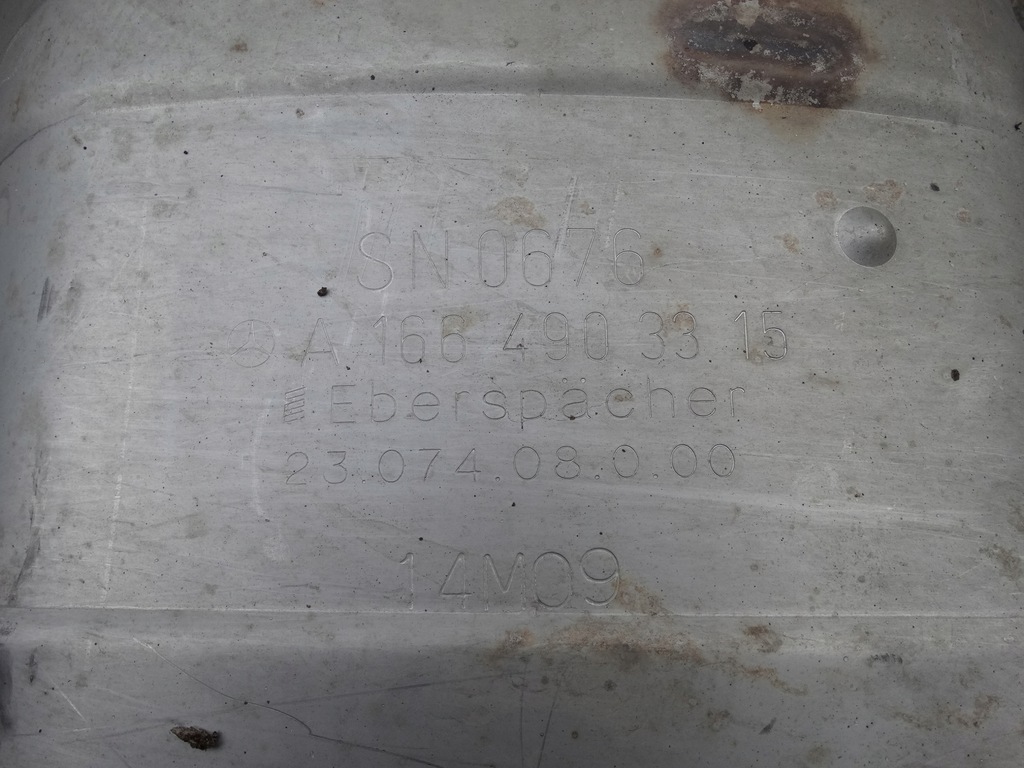 SN0676
A 166 490 33 15
Eberspächer
23.074.08.0.00
14M09